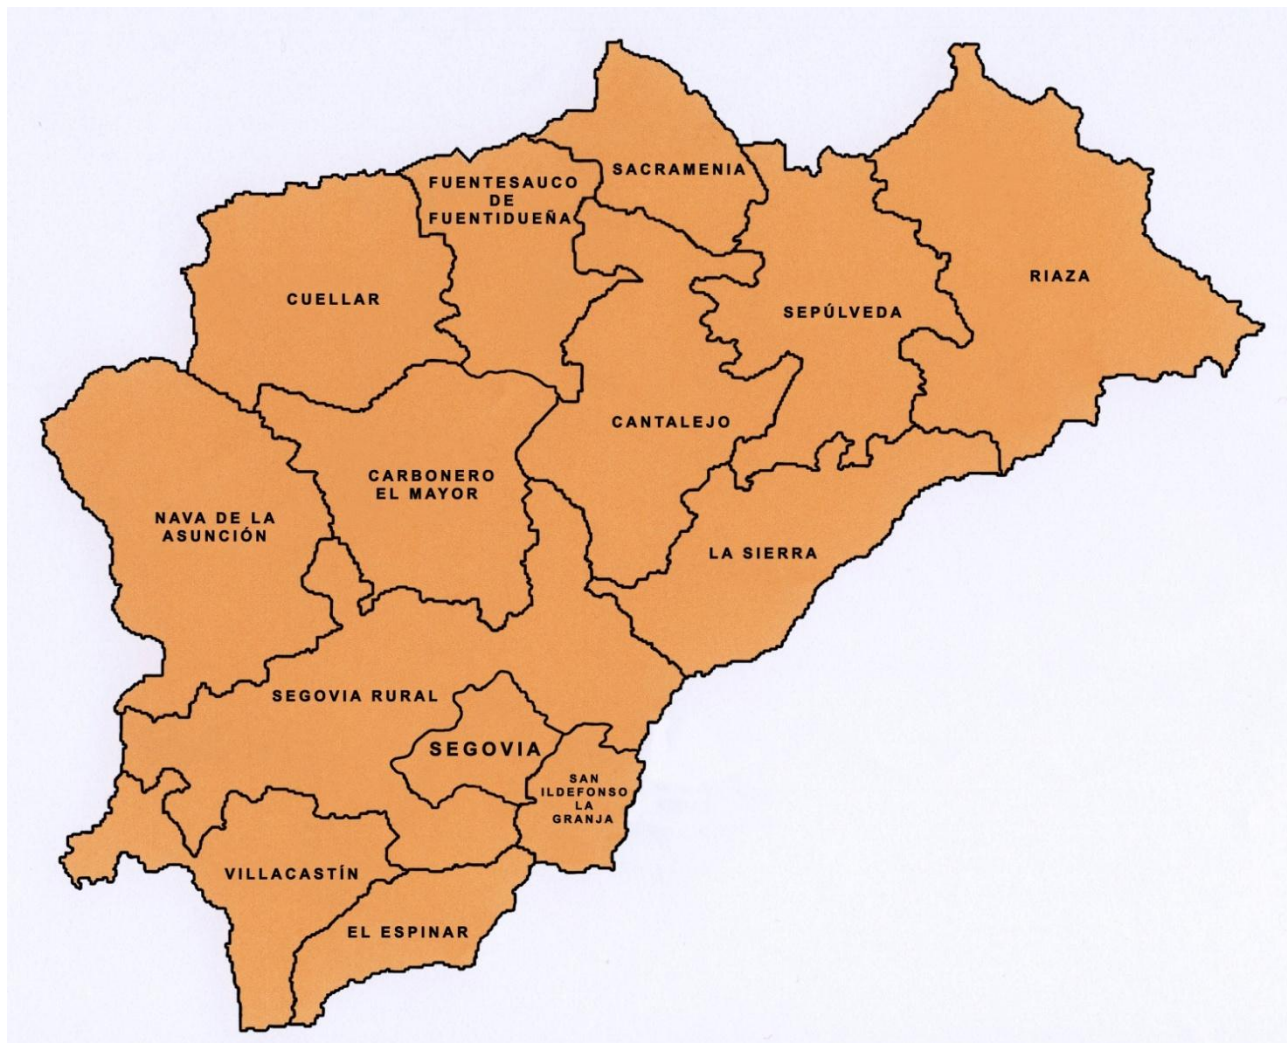 SACRAMENIA
FUENTESAUCO
DE
FUENTIDUEÑA
RIAZA
CUELLAR
SEPÚLVEDA
CANTALEJO
CARBONERO
EL MAYOR
NAVA DE LA
ASUNCIÓN
LA SIERRA
SEGOVIA RURAL
SEGOVIA
SAN
ILDEFONSO
LA
GRANJA
VILLACASTÍN
EL ESPINAR